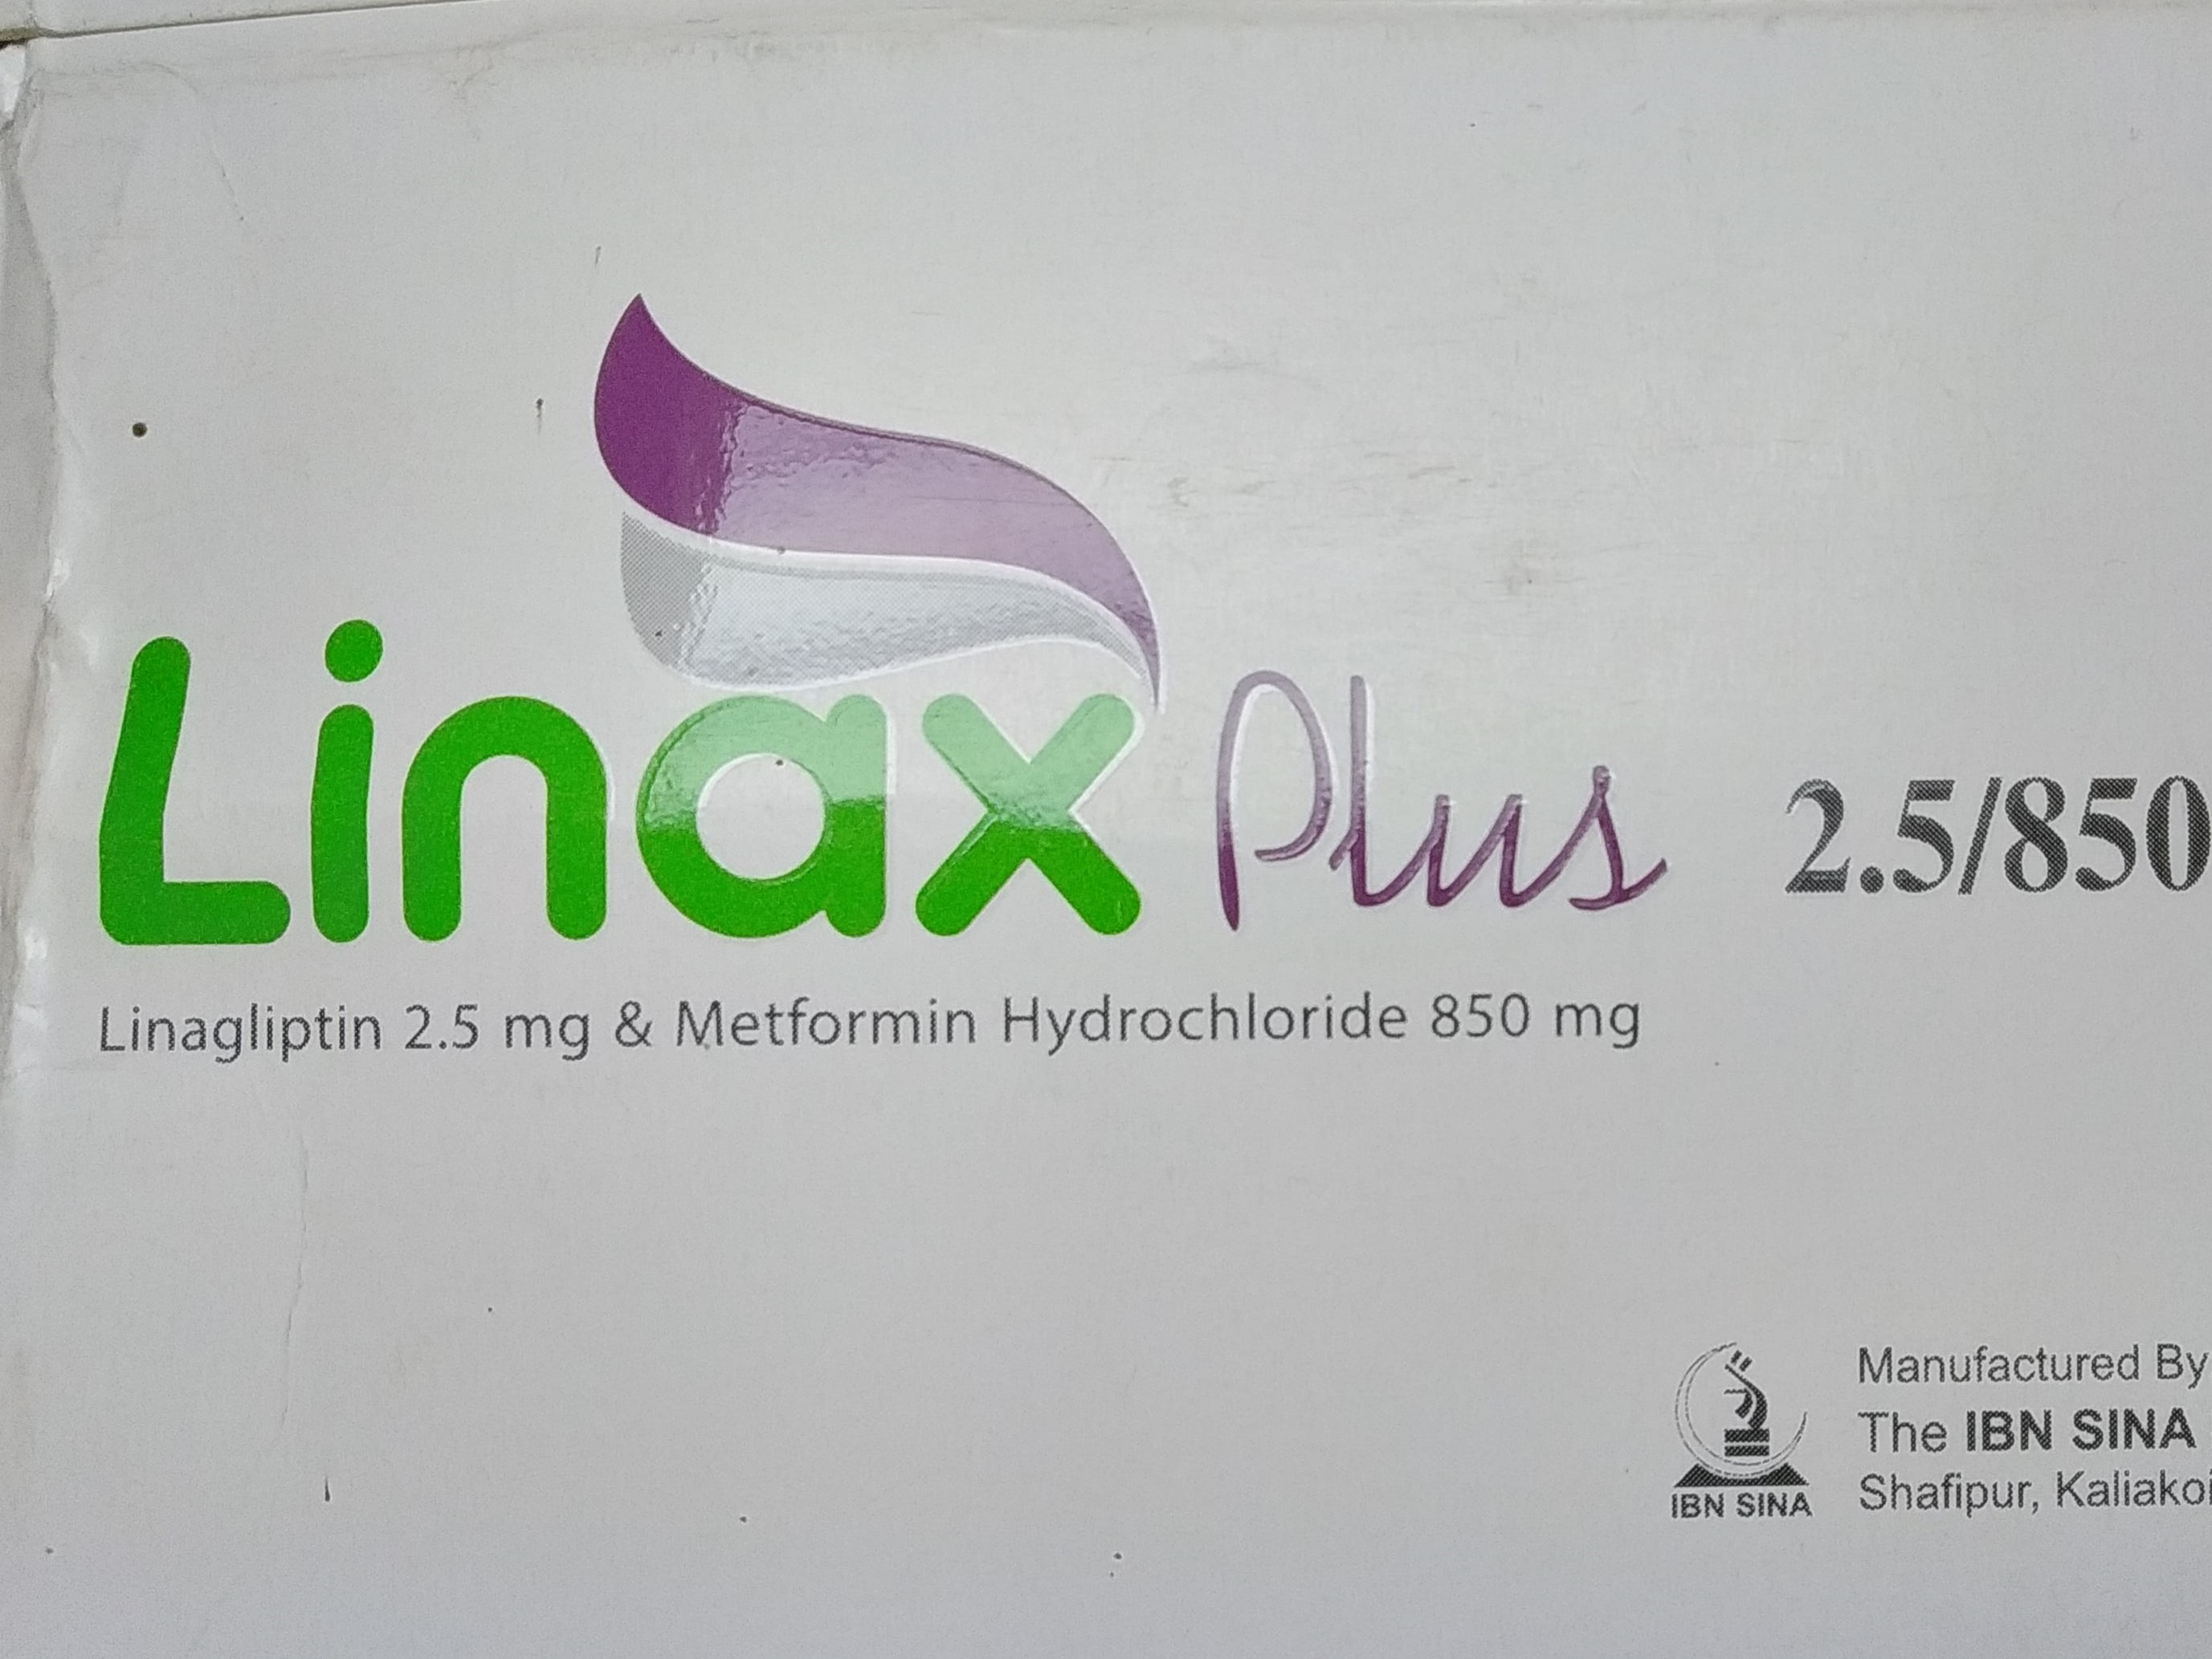 Linax Plus 2.5/850
Linagliptin 2.5 mg & Metformin Hydrochloride 850 mg
Manufactured By
The IBN SINA
Shafipur,
IBN SINA